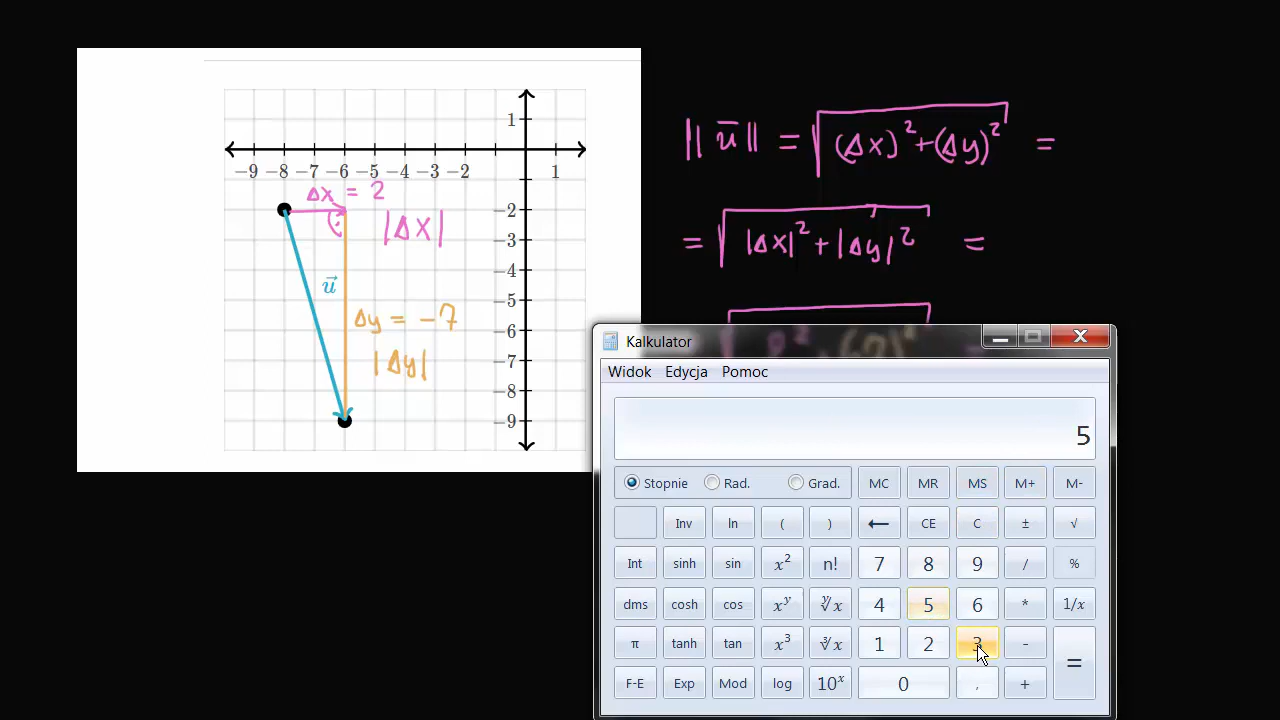 1
−9 −8 −7 −6 −5 −4 −3 −2 1
Δx = 2
−2
|Δx|
−3
−4
u⃗
−5
Δy = −7
−6
|Δy|
−7
−8
−9
||u̅|| = √(Δx)² + (Δy)² =
= √|Δx|² + |Δy|² =
Kalkulator
Widok Edycja Pomoc
5
Stopnie Rad. Grad. MC MR MS M+ M-
Inv ln ( ) ← CE C ± √
Int sinh sin x² n! 7 8 9 / %
dms cosh cos xʸ ʸ√x 4 5 6 * 1/x
π tanh tan x³ ³√x 1 2 3 - =
F-E Exp Mod log 10ˣ 0 , +